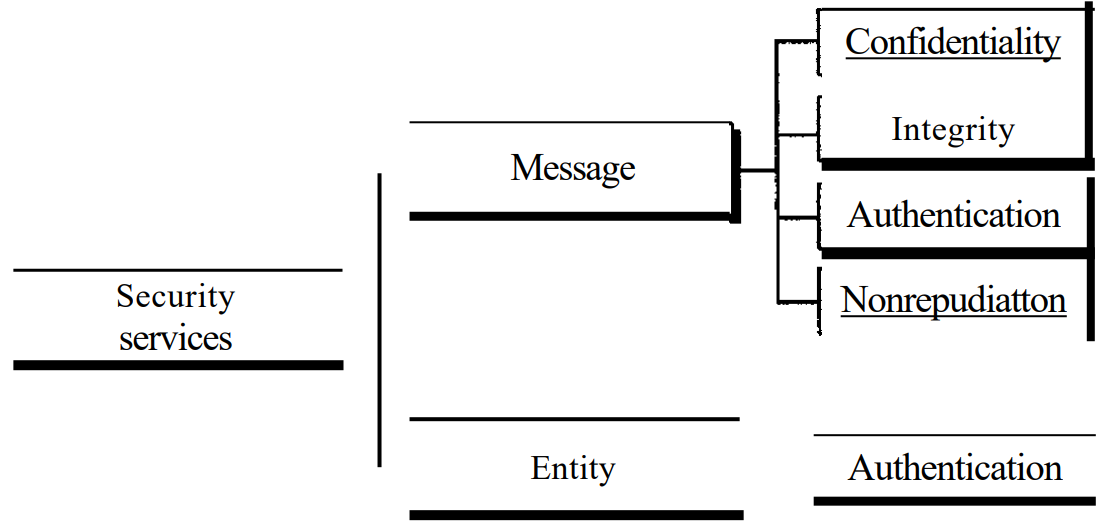 Confidentiality
Integrity
Message
Authentication
Security
services
Nonrepudiatton
Entity
Authentication